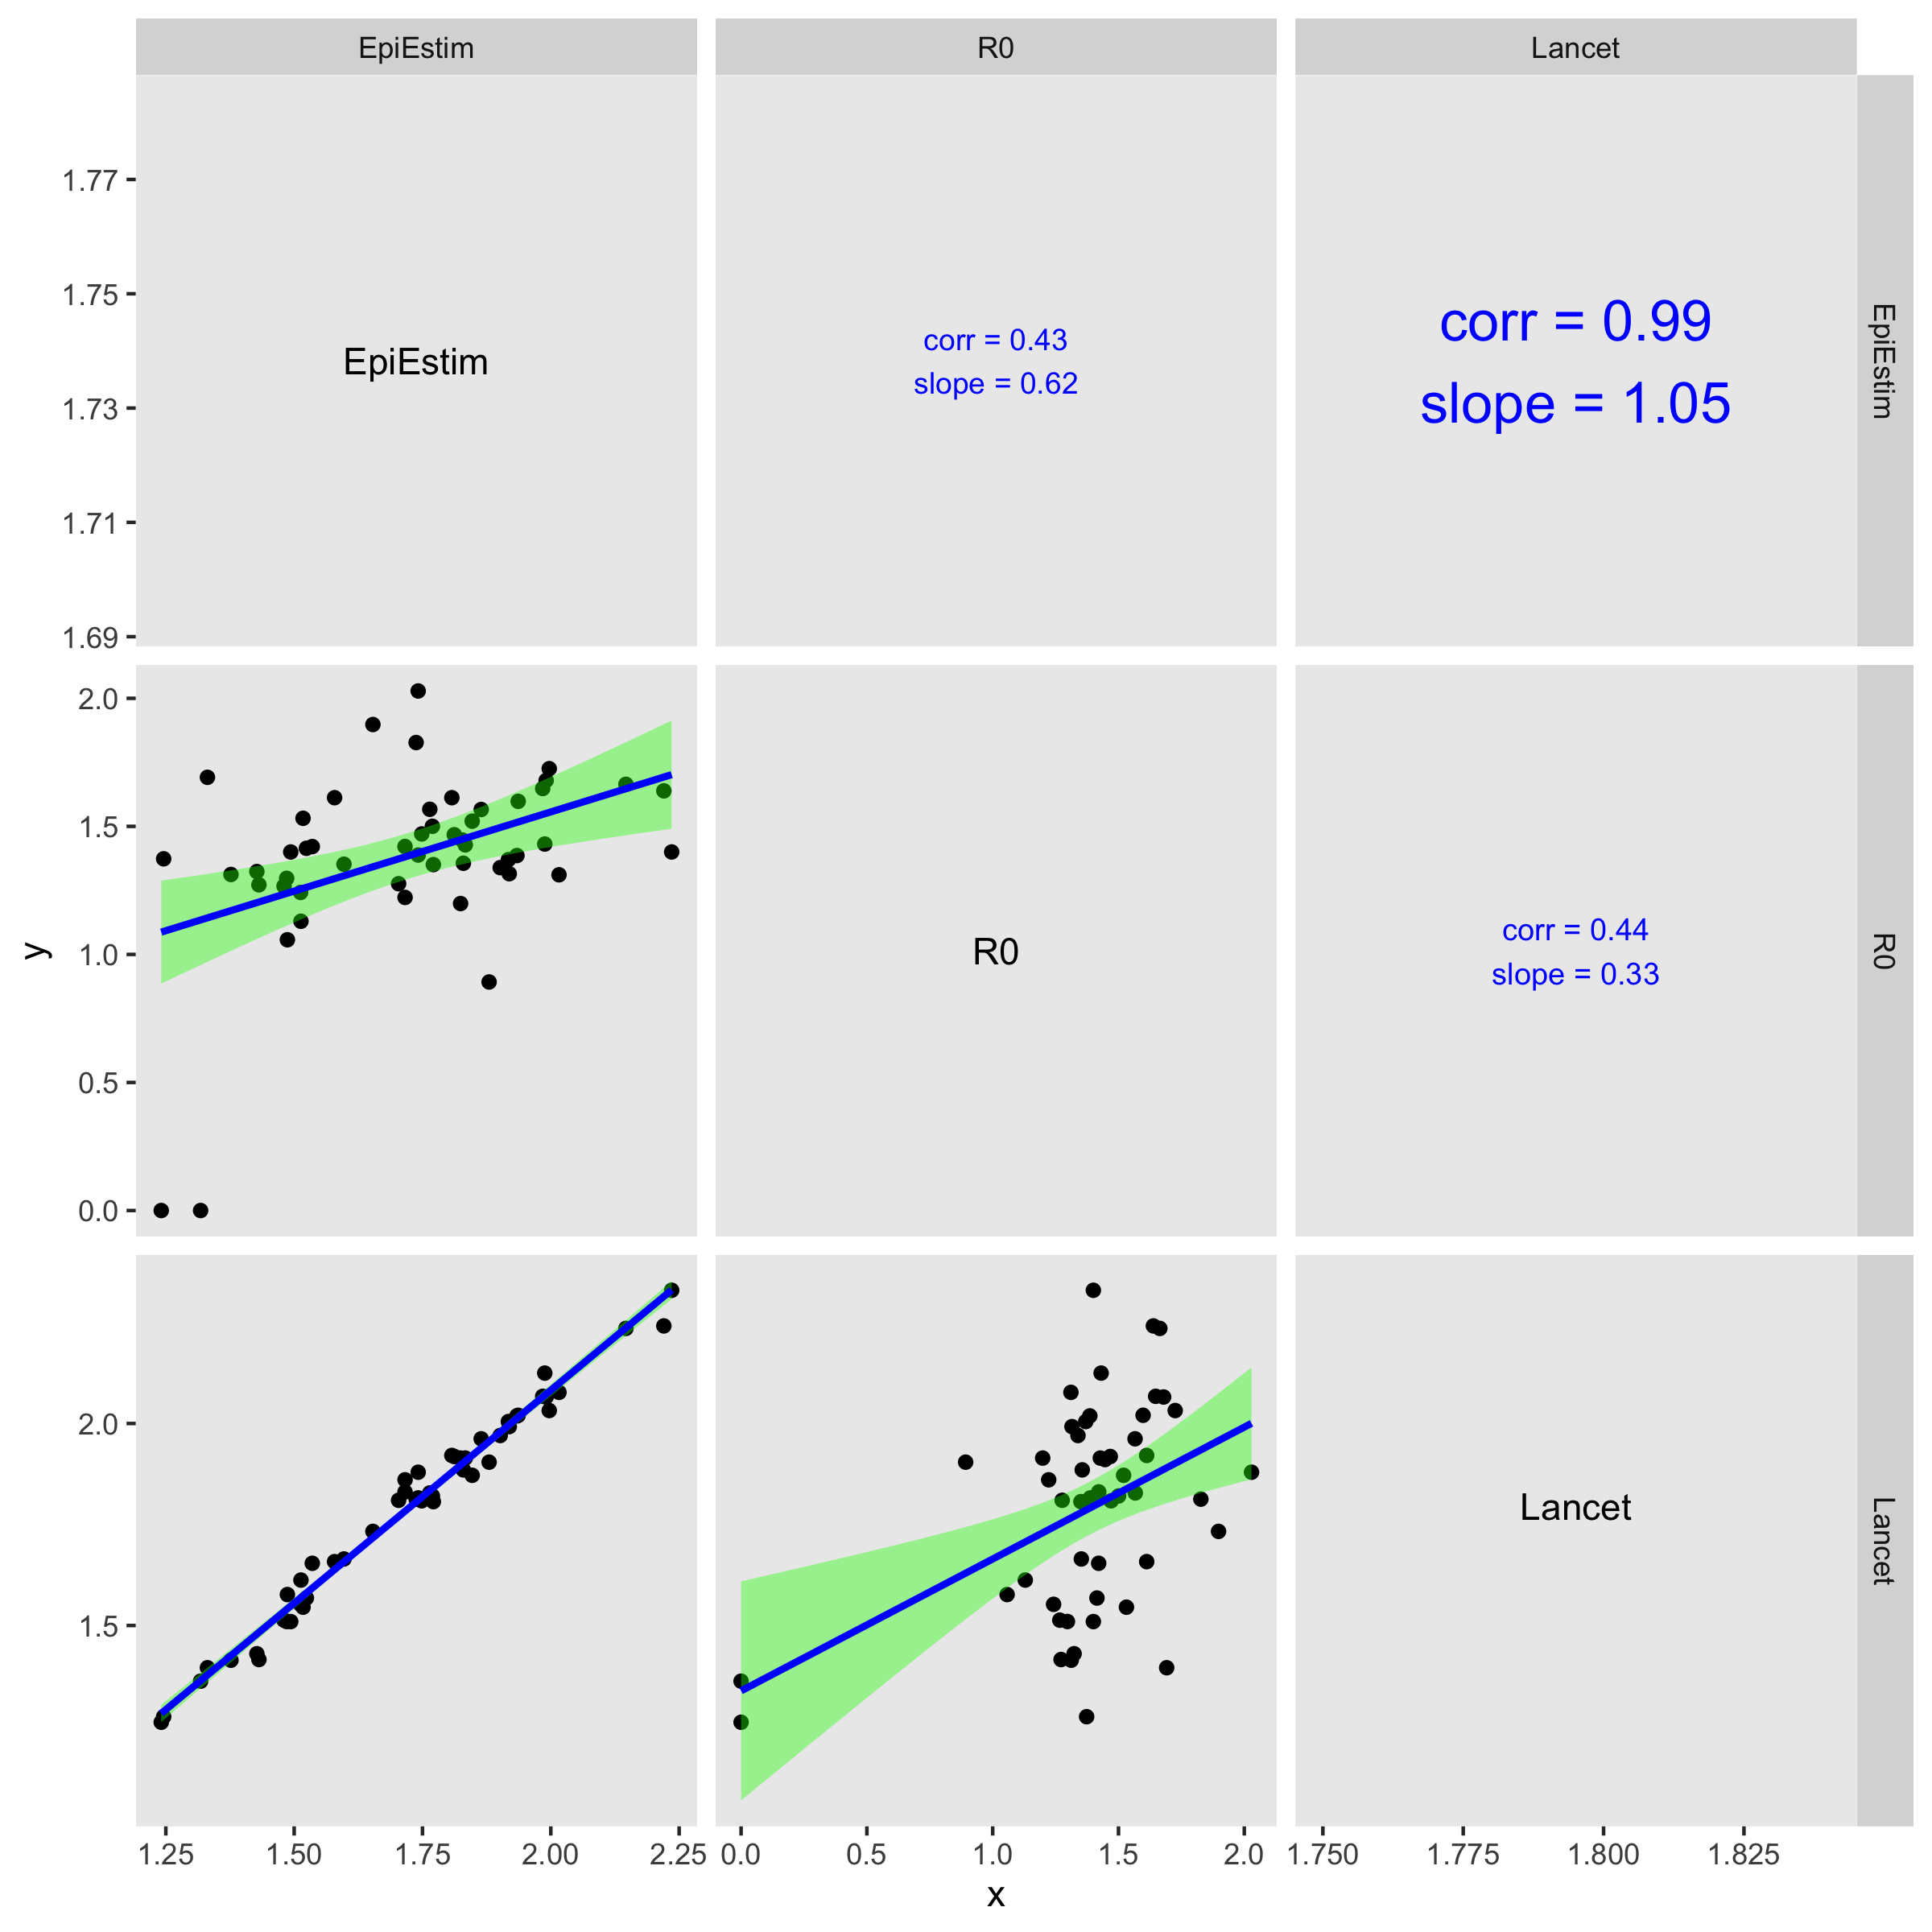 EpiEstim
R0
Lancet
1.77
1.75
1.73
1.71
1.69
EpiEstim
corr = 0.43
slope = 0.62
corr = 0.99
slope = 1.05
EpiEstim
y
2.0
1.5
1.0
0.5
0.0
R0
corr = 0.44
slope = 0.33
R0
2.0
1.5
Lancet
Lancet
1.25 1.50 1.75 2.00 2.25
0.0 0.5 1.0 1.5 2.0
1.750 1.775 1.800 1.825
x